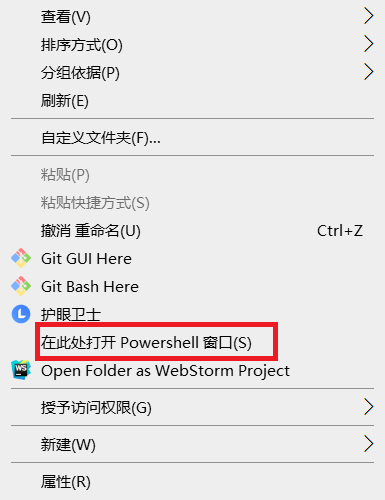 查看(V)
排序方式(O)
分组依据(P)
刷新(E)
自定义文件夹(F)...
粘贴(P)
粘贴快捷方式(S)
撤消 重命名(U) Ctrl+Z
Git GUI Here
Git Bash Here
护眼卫士
在此处打开 Powershell 窗口(S)
WS Open Folder as WebStorm Project
授予访问权限(G)
新建(W)
属性(R)